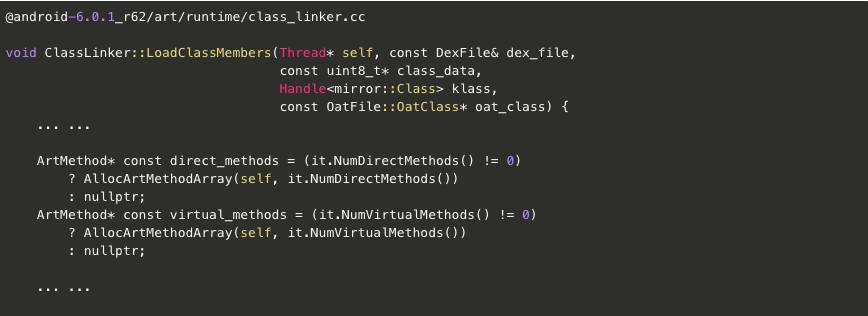 @android-6.0.1_r62/art/runtime/class_linker.cc
void ClassLinker::LoadClassMembers(Thread* self, const DexFile& dex_file,
const uint8_t* class_data,
Handle<mirror::Class> klass,
const OatFile::OatClass* oat_class) {
... ...
ArtMethod* const direct_methods = (it.NumDirectMethods() != 0)
? AllocArtMethodArray(self, it.NumDirectMethods())
: nullptr;
ArtMethod* const virtual_methods = (it.NumVirtualMethods() != 0)
? AllocArtMethodArray(self, it.NumVirtualMethods())
: nullptr;
... ...